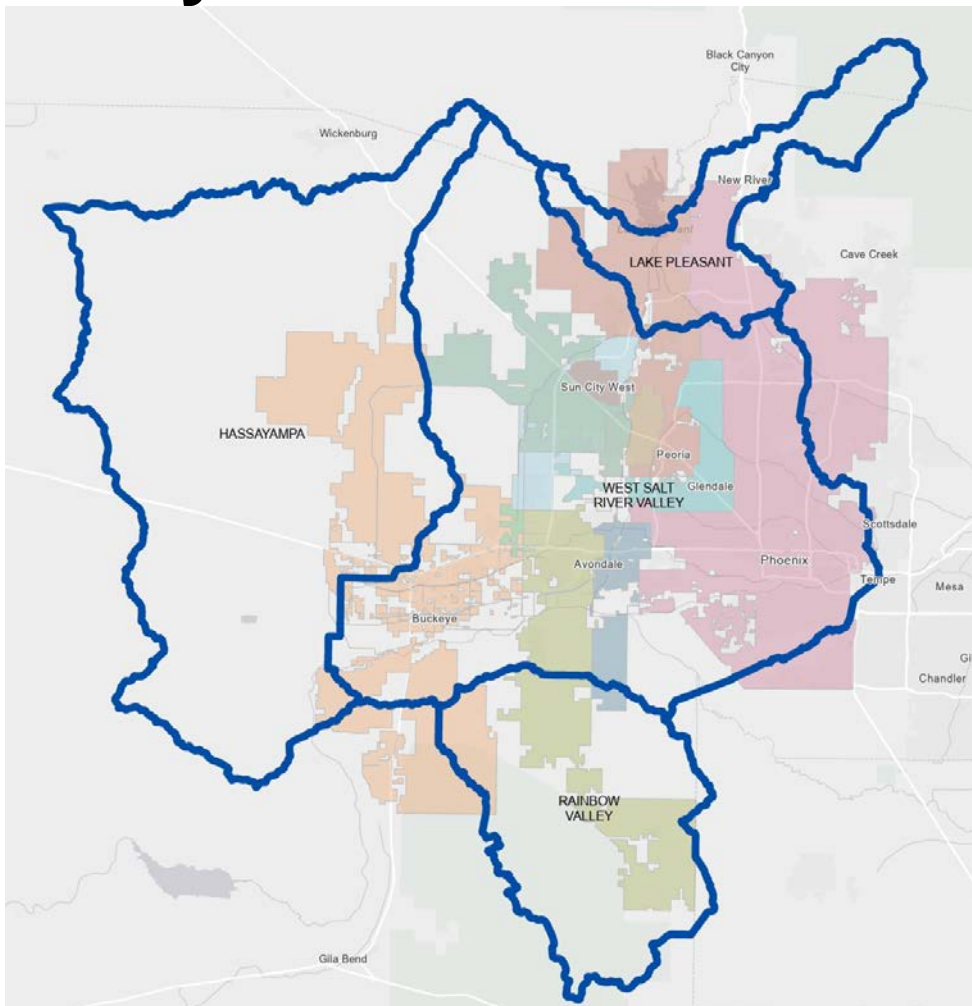 Black Canyon
City
Wickenburg
New River
Cave Creek
LAKE PLEASANT
Sun City West
HASSAYAMPA
Peoria
WEST SALT
RIVER VALLEY
Glendale
Scottsdale
Avondale
Phoenix
Tempe
Mesa
Buckeye
Gi
Chandler
RAINBOW
VALLEY
Gila Bend